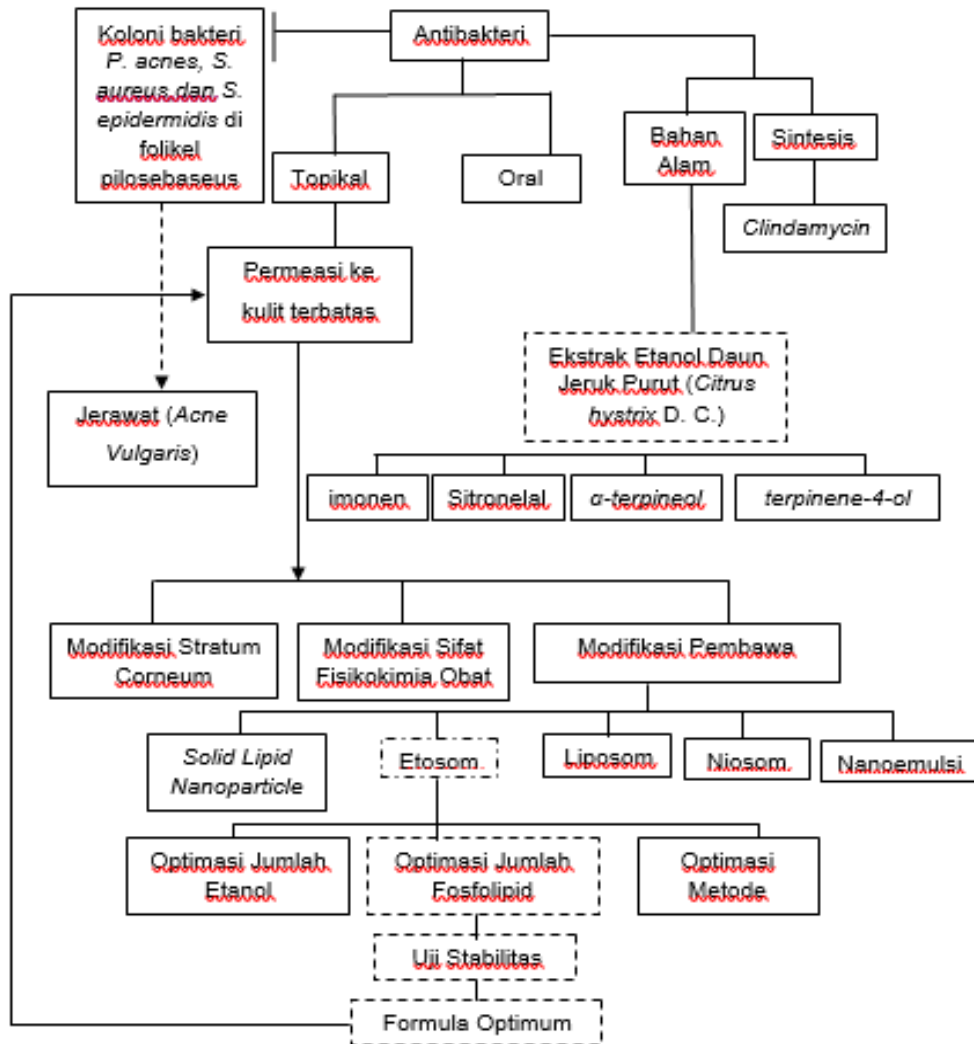 Koloni bakteri
P. acnes, S.
aureus dan S.
epidermidis di
folikel
pilosebaseus
Antibakteri
Topikal
Oral
Bahan
Alam
Sintesis
Clindamycin
Permeasi ke
kulit terbatas
Jerawat (Acne
Vulgaris)
Ekstrak Etanol Daun
Jeruk Purut (Citrus
hystrix D. C.)
imonen
Sitronelal
α-terpineol
terpinene-4-ol
Modifikasi Stratum
Corneum
Modifikasi Sifat
Fisikokimia Obat
Modifikasi Pembawa
Solid Lipid
Nanoparticle
Etosom
Liposom
Niosom
Nanoemulsi
Optimasi Jumlah
Etanol
Optimasi Jumlah
Fosfolipid
Optimasi
Metode
Uji Stabilitas
Formula Optimum